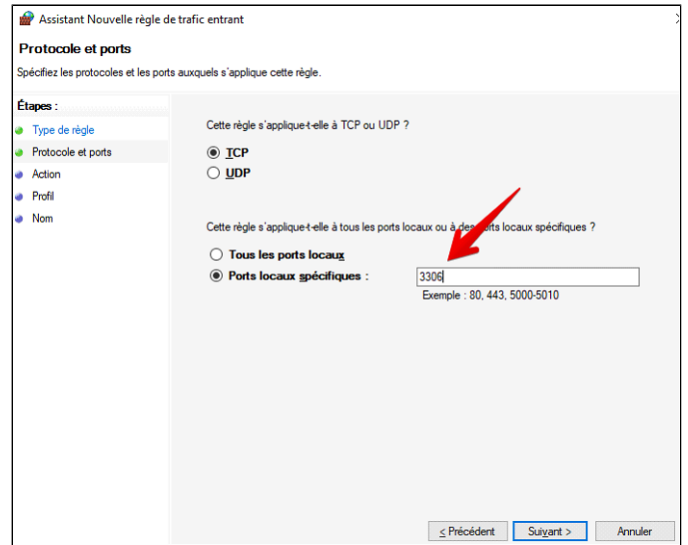 Assistant Nouvelle règle de trafic entrant
Protocole et ports
Spécifiez les protocoles et les ports auxquels s'applique cette règle.
Étapes :
Type de règle
Protocole et ports
Action
Profil
Nom
Cette règle s'applique-t-elle à TCP ou UDP ?
TCP
UDP
Cette règle s'applique-t-elle à tous les ports locaux ou à des ports locaux spécifiques ?
Tous les ports locaux
Ports locaux spécifiques :
3306
Exemple : 80, 443, 5000-5010
< Précédent
Suivant >
Annuler